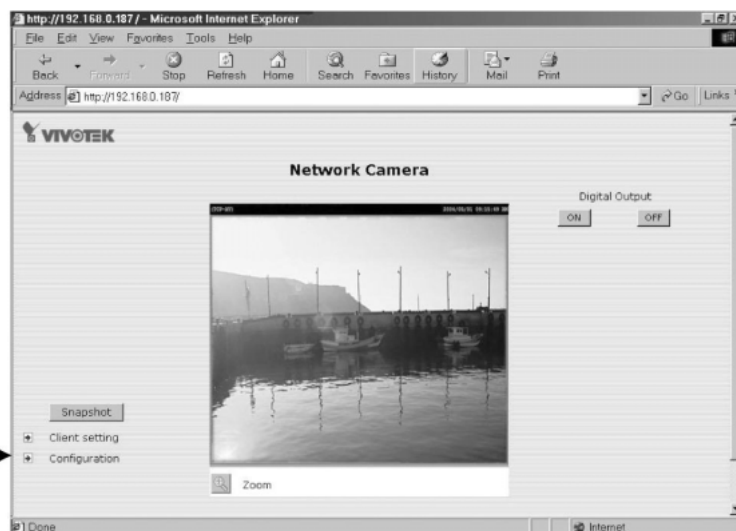 http://192.168.0.187/ - Microsoft Internet Explorer
File Edit View Favorites Tools Help
Back Forward Stop Refresh Home Search Favorites History Mail Print
Address http://192.168.0.187/ Go Links
VIVOTEK
Network Camera
Digital Output
ON OFF
Snapshot
Client setting
Configuration
Zoom
Done Internet